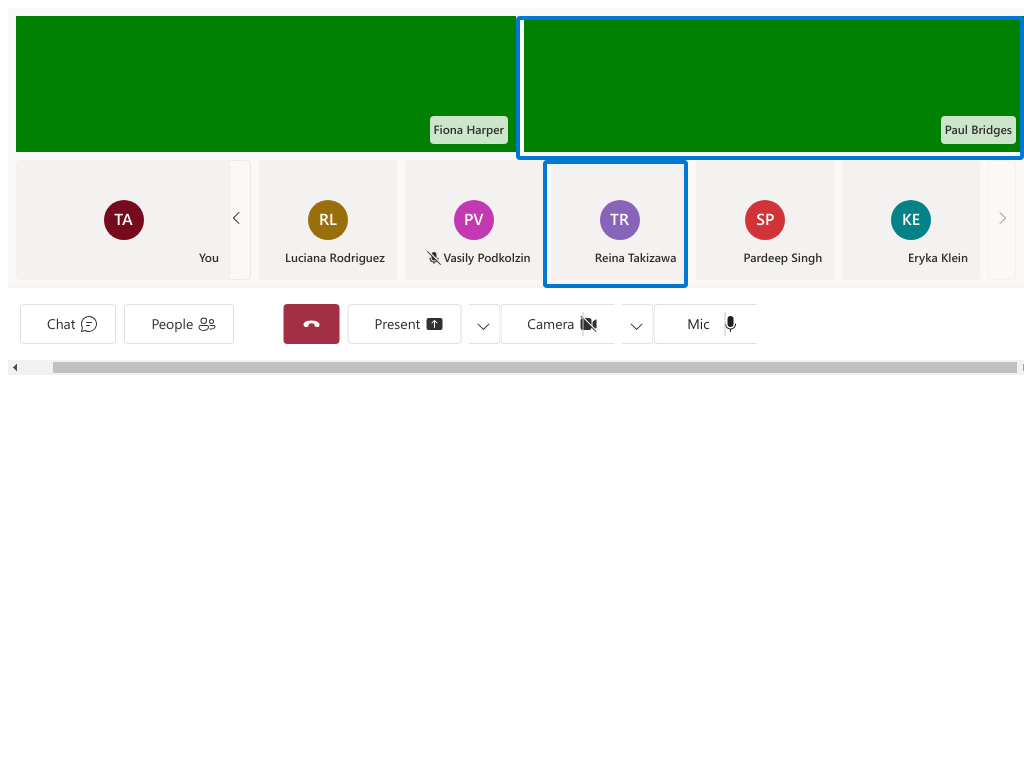 Fiona Harper
Paul Bridges
TA
You
RL
Luciana Rodriguez
PV
Vasily Podkolzin
TR
Reina Takizawa
SP
Pardeep Singh
KE
Eryka Klein
Chat
People
Present
Camera
Mic